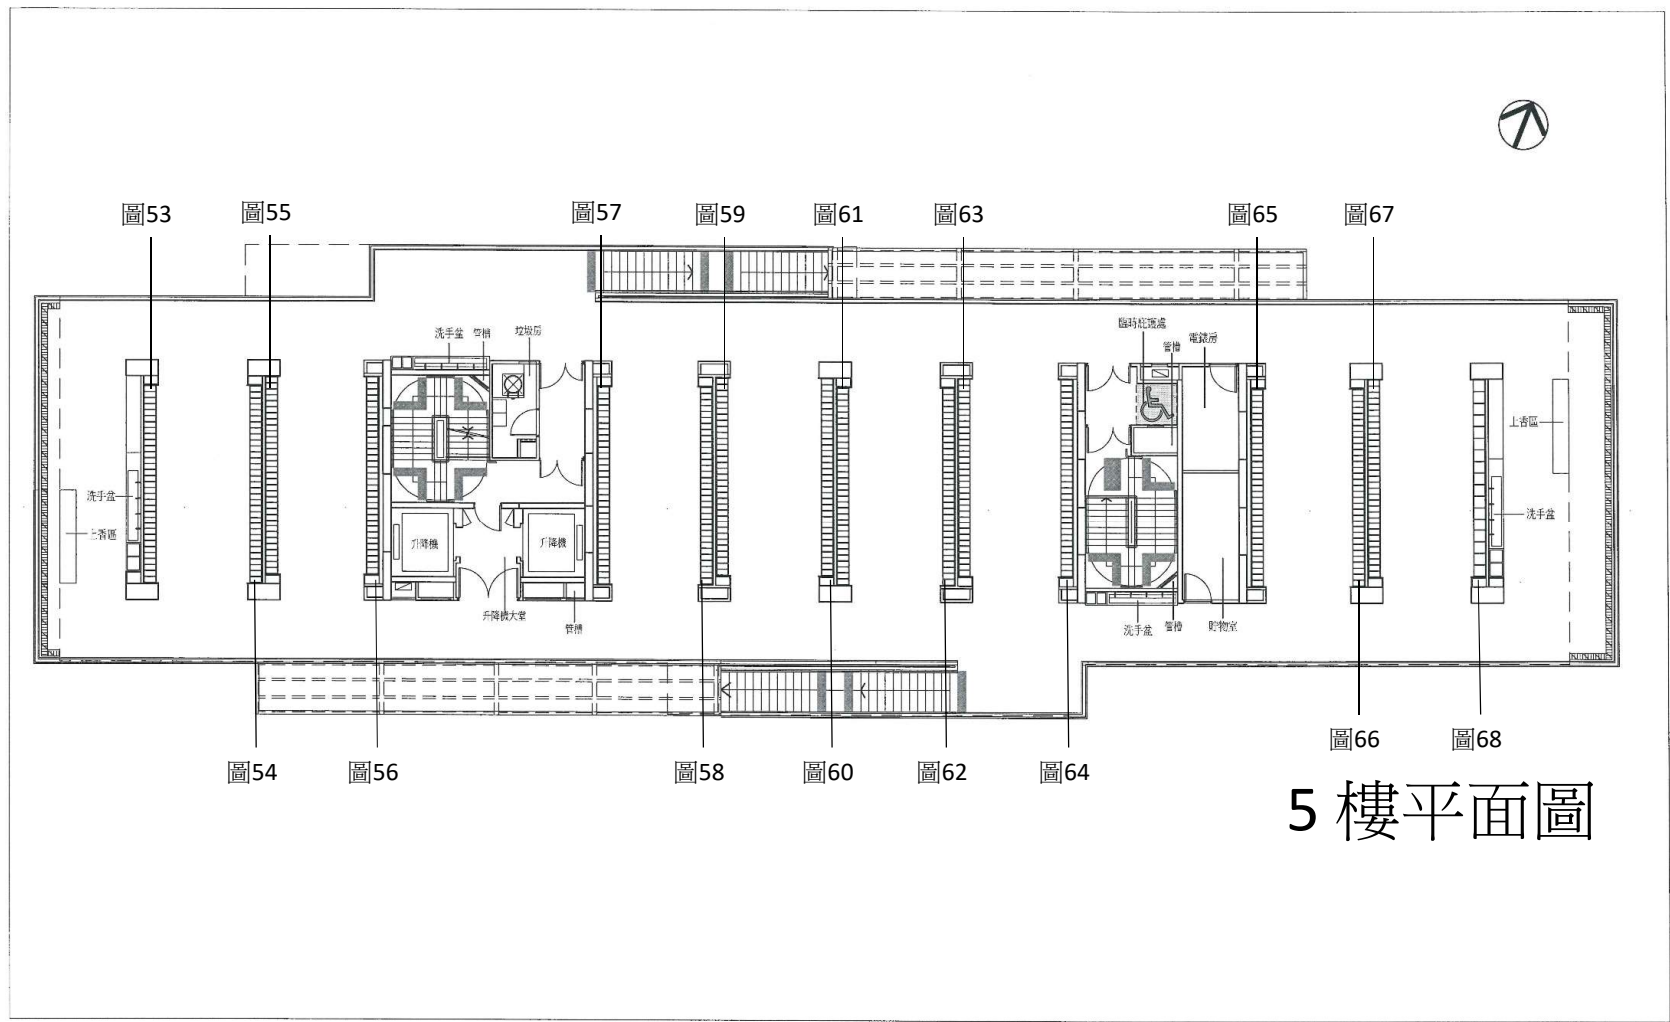 圖53
圖55
圖57
圖59
圖61
圖63
圖65
圖67
洗手盆
管槽
垃圾房
臨時庇護處
管槽
電錶房
上香區
洗手盆
上香區
升降機
升降機
洗手盆
升降機大堂
管槽
洗手盆
管槽
貯物室
圖54
圖56
圖58
圖60
圖62
圖64
圖66
圖68
5 樓平面圖